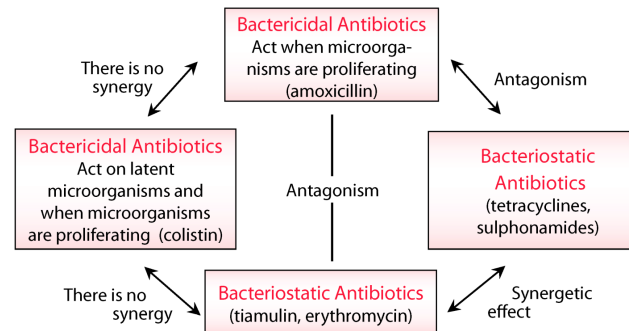 Bactericidal Antibiotics
Act when microorga-
nisms are proliferating
(amoxicillin)
There is no
synergy
Antagonism
Bactericidal Antibiotics
Act on latent
microorganisms and
when microorganisms
are proliferating (colistin)
Antagonism
Bacteriostatic
Antibiotics
(tetracyclines,
sulphonamides)
There is no
synergy
Bacteriostatic Antibiotics
(tiamulin, erythromycin)
Synergetic
effect